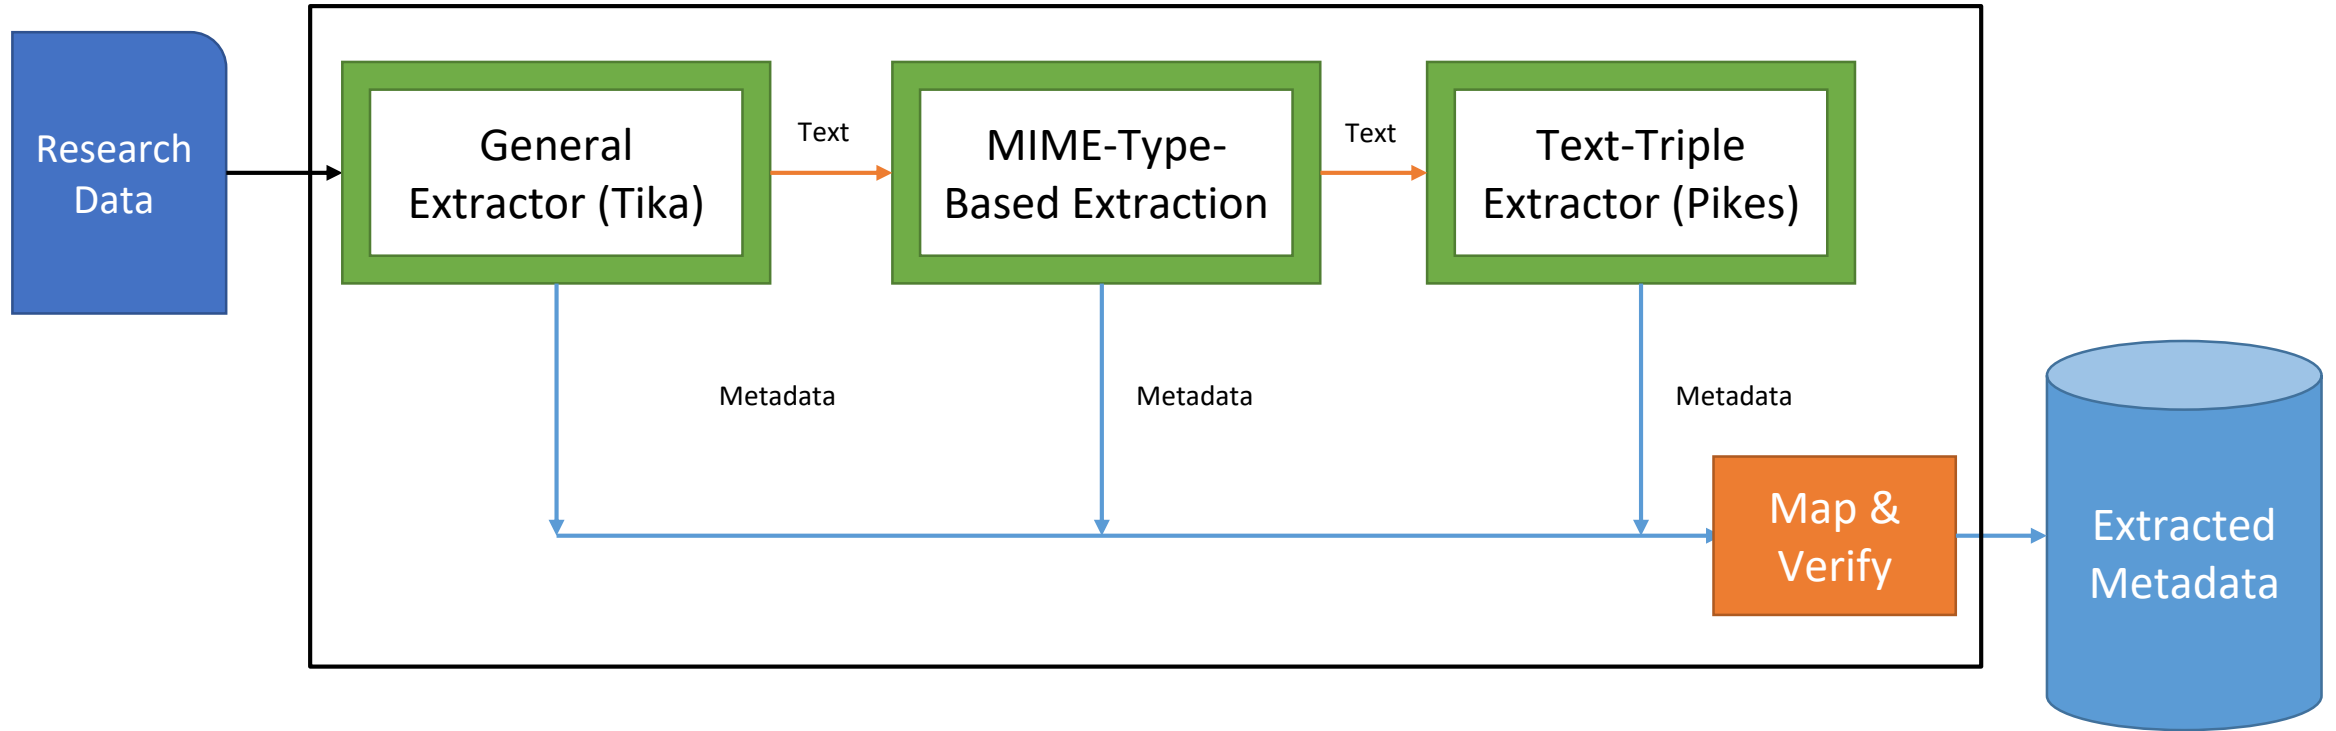 Research
Data
General
Extractor (Tika)
Text
MIME-Type-
Based Extraction
Text
Text-Triple
Extractor (Pikes)
Metadata
Metadata
Metadata
Map &
Verify
Extracted
Metadata